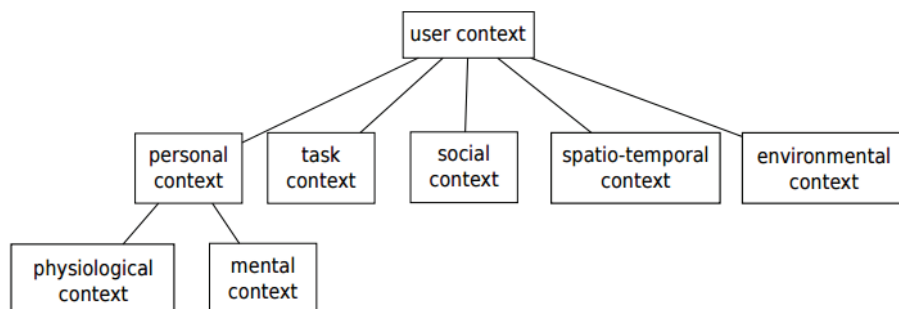 user context
personal
context
task
context
social
context
spatio-temporal
context
environmental
context
physiological
context
mental
context